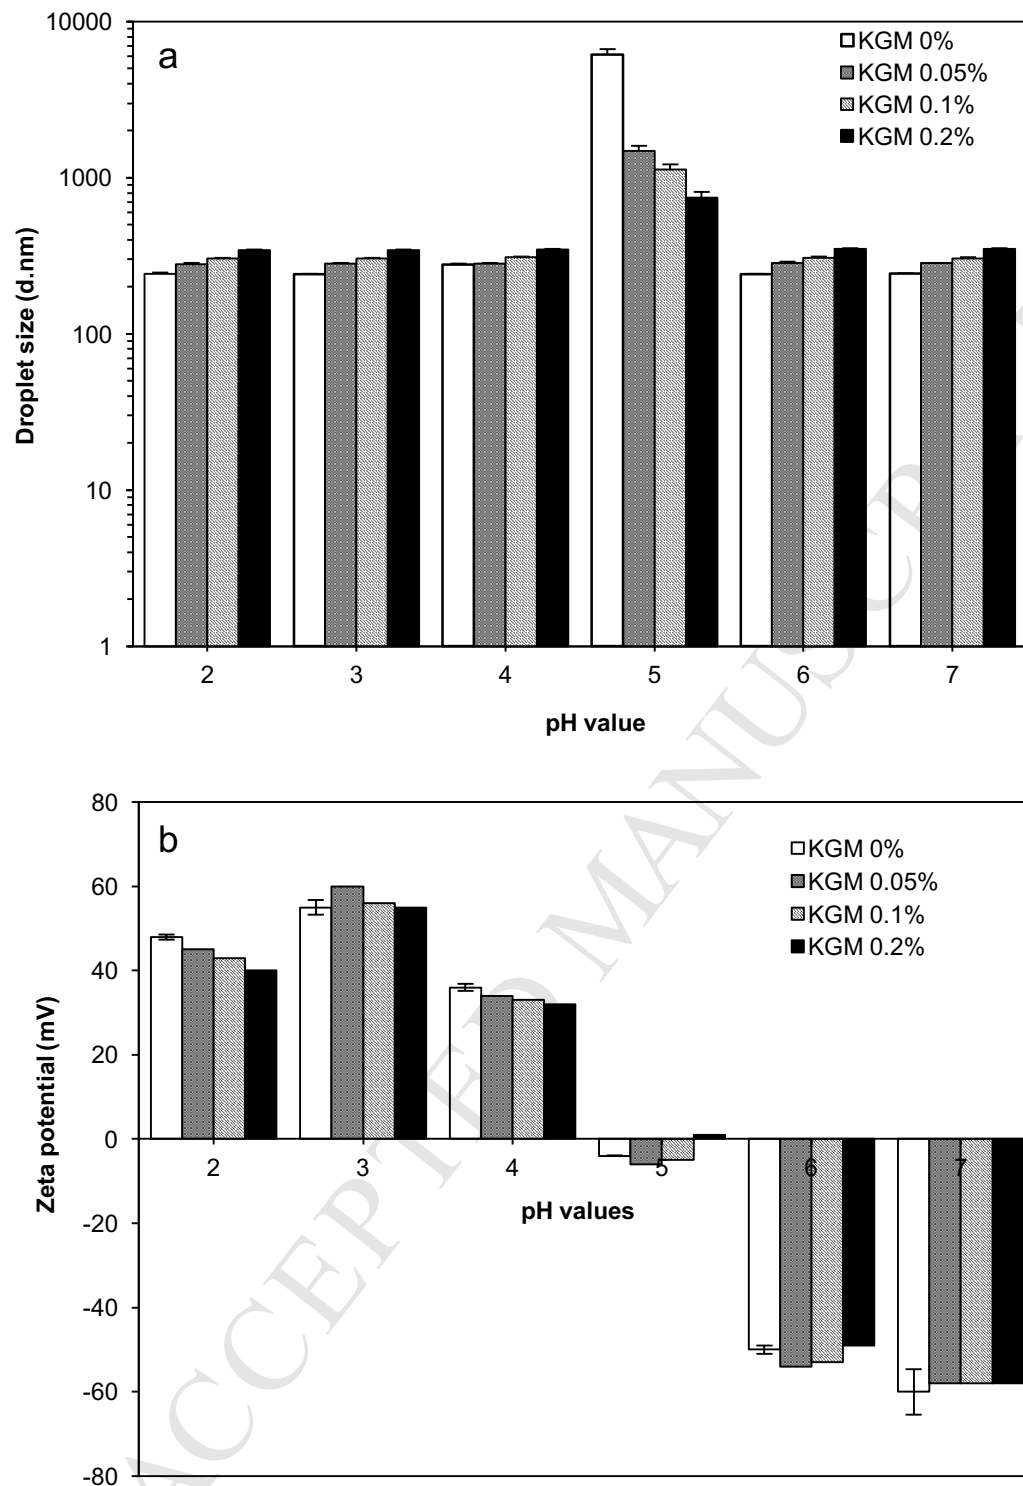 a
10000
1000
100
10
1
Droplet size (d.nm)
KGM 0%
KGM 0.05%
KGM 0.1%
KGM 0.2%
2 3 4 5 6 7
pH value
b
80
60
40
20
0
-20
-40
-60
-80
Zeta potential (mV)
KGM 0%
KGM 0.05%
KGM 0.1%
KGM 0.2%
2 3 4 5 6 7
pH values
ACCEPTED MANUSCRIP